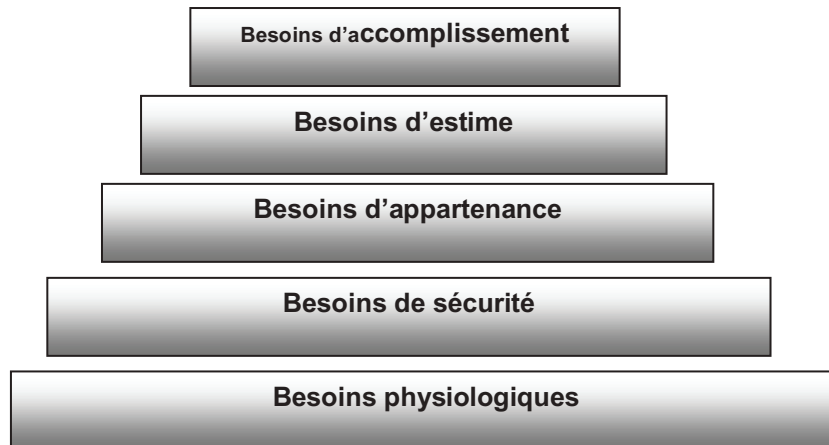 Besoins d'accomplissement
Besoins d’estime
Besoins d’appartenance
Besoins de sécurité
Besoins physiologiques